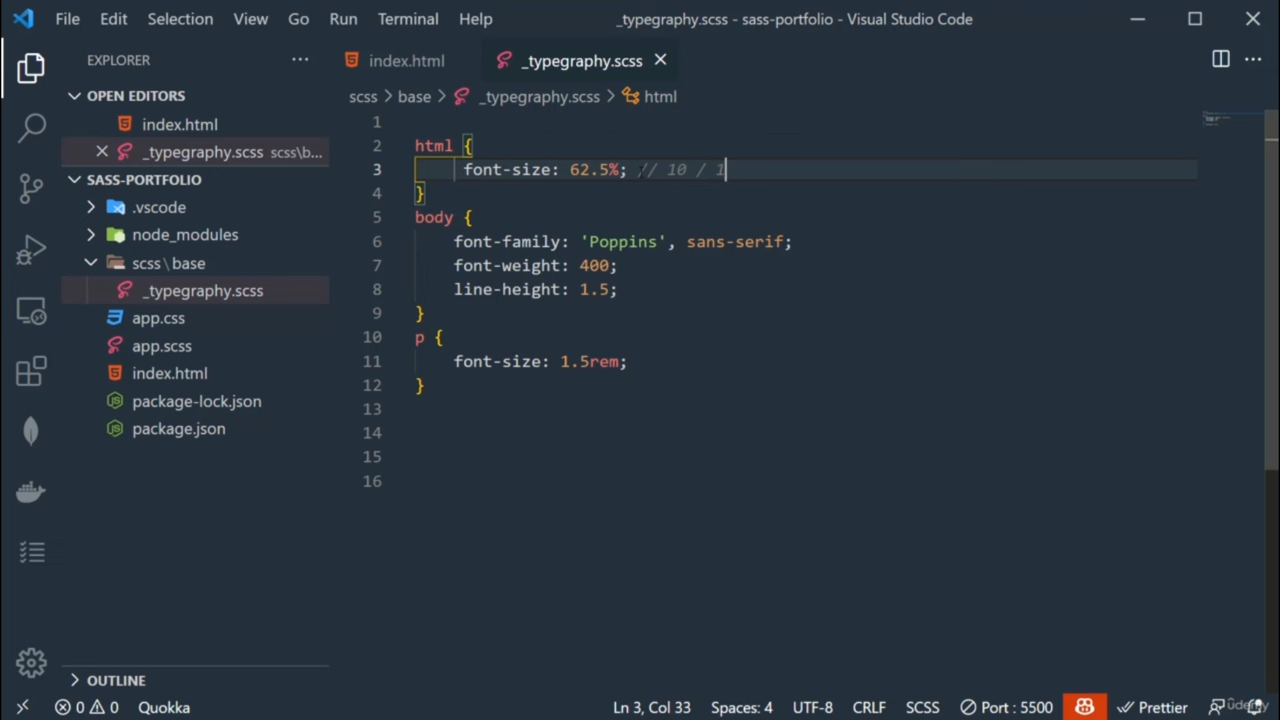 File Edit Selection View Go Run Terminal Help _typegraphy.scss - sass-portfolio - Visual Studio Code
EXPLORER
index.html
_typegraphy.scss
OPEN EDITORS
index.html
_typegraphy.scss scss\b...
SASS-PORTFOLIO
.vscode
node_modules
scss\base
_typegraphy.scss
app.css
app.scss
index.html
package-lock.json
package.json
OUTLINE
scss > base > _typegraphy.scss > html
1
2 html {
3 font-size: 62.5%; // 10 / 1
4 }
5 body {
6 font-family: 'Poppins', sans-serif;
7 font-weight: 400;
8 line-height: 1.5;
9 }
10 p {
11 font-size: 1.5rem;
12 }
13
14
15
16
0 0 Quokka Ln 3, Col 33 Spaces: 4 UTF-8 CRLF SCSS Port : 5500 Prettier
udemy